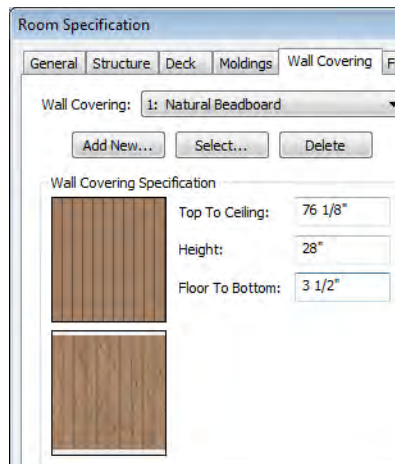 Room Specification
General Structure Deck Moldings Wall Covering F
Wall Covering: 1: Natural Beadboard
Add New... Select... Delete
Wall Covering Specification
Top To Ceiling: 76 1/8"
Height: 28"
Floor To Bottom: 3 1/2"